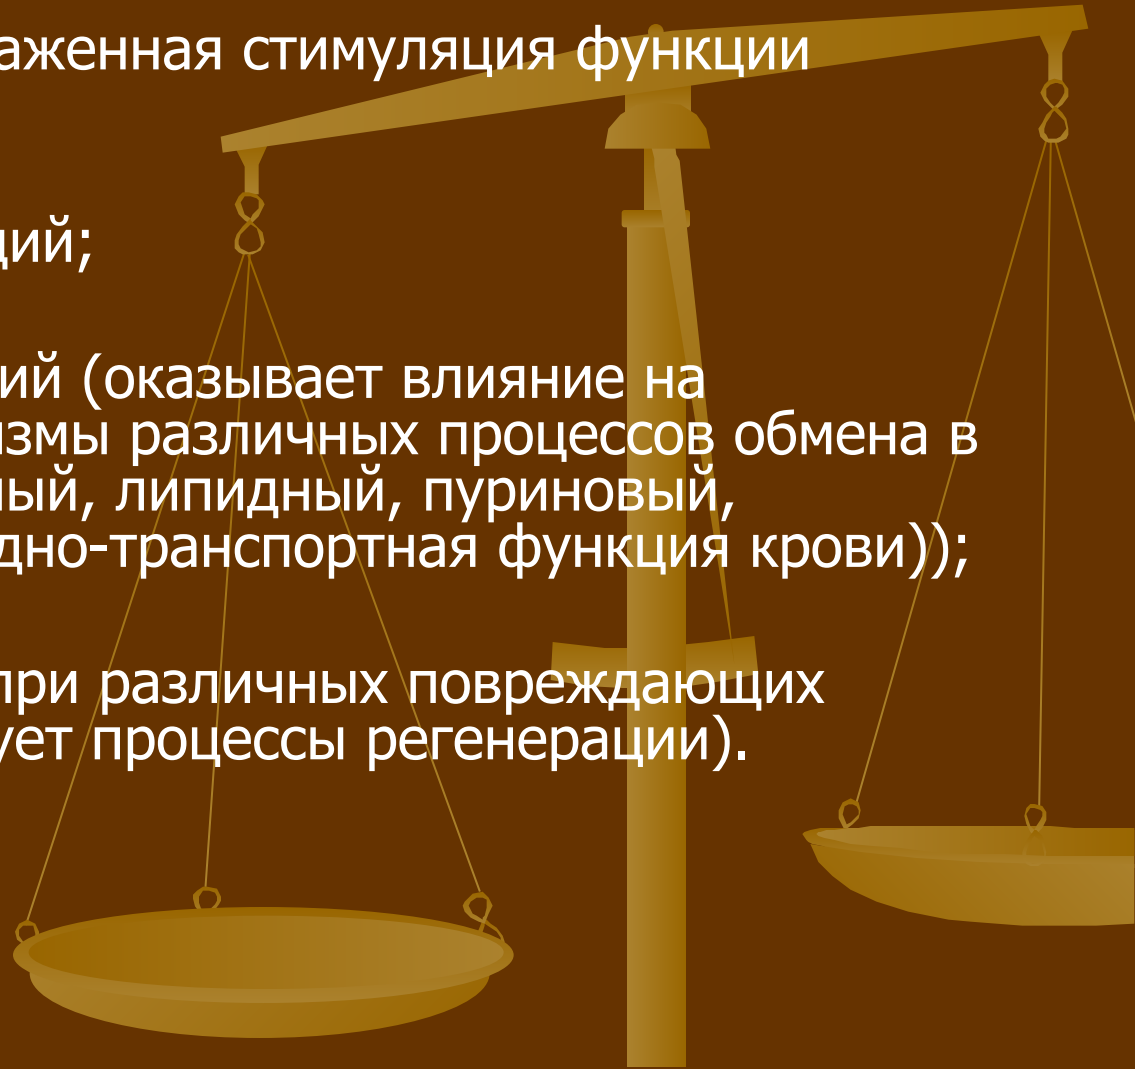 аженная стимуляция функции
ций;
ий (оказывает влияние на
измы различных процессов обмена в
ный, липидный, пуриновый,
дно-транспортная функция крови));
при различных повреждающих
ует процессы регенерации).